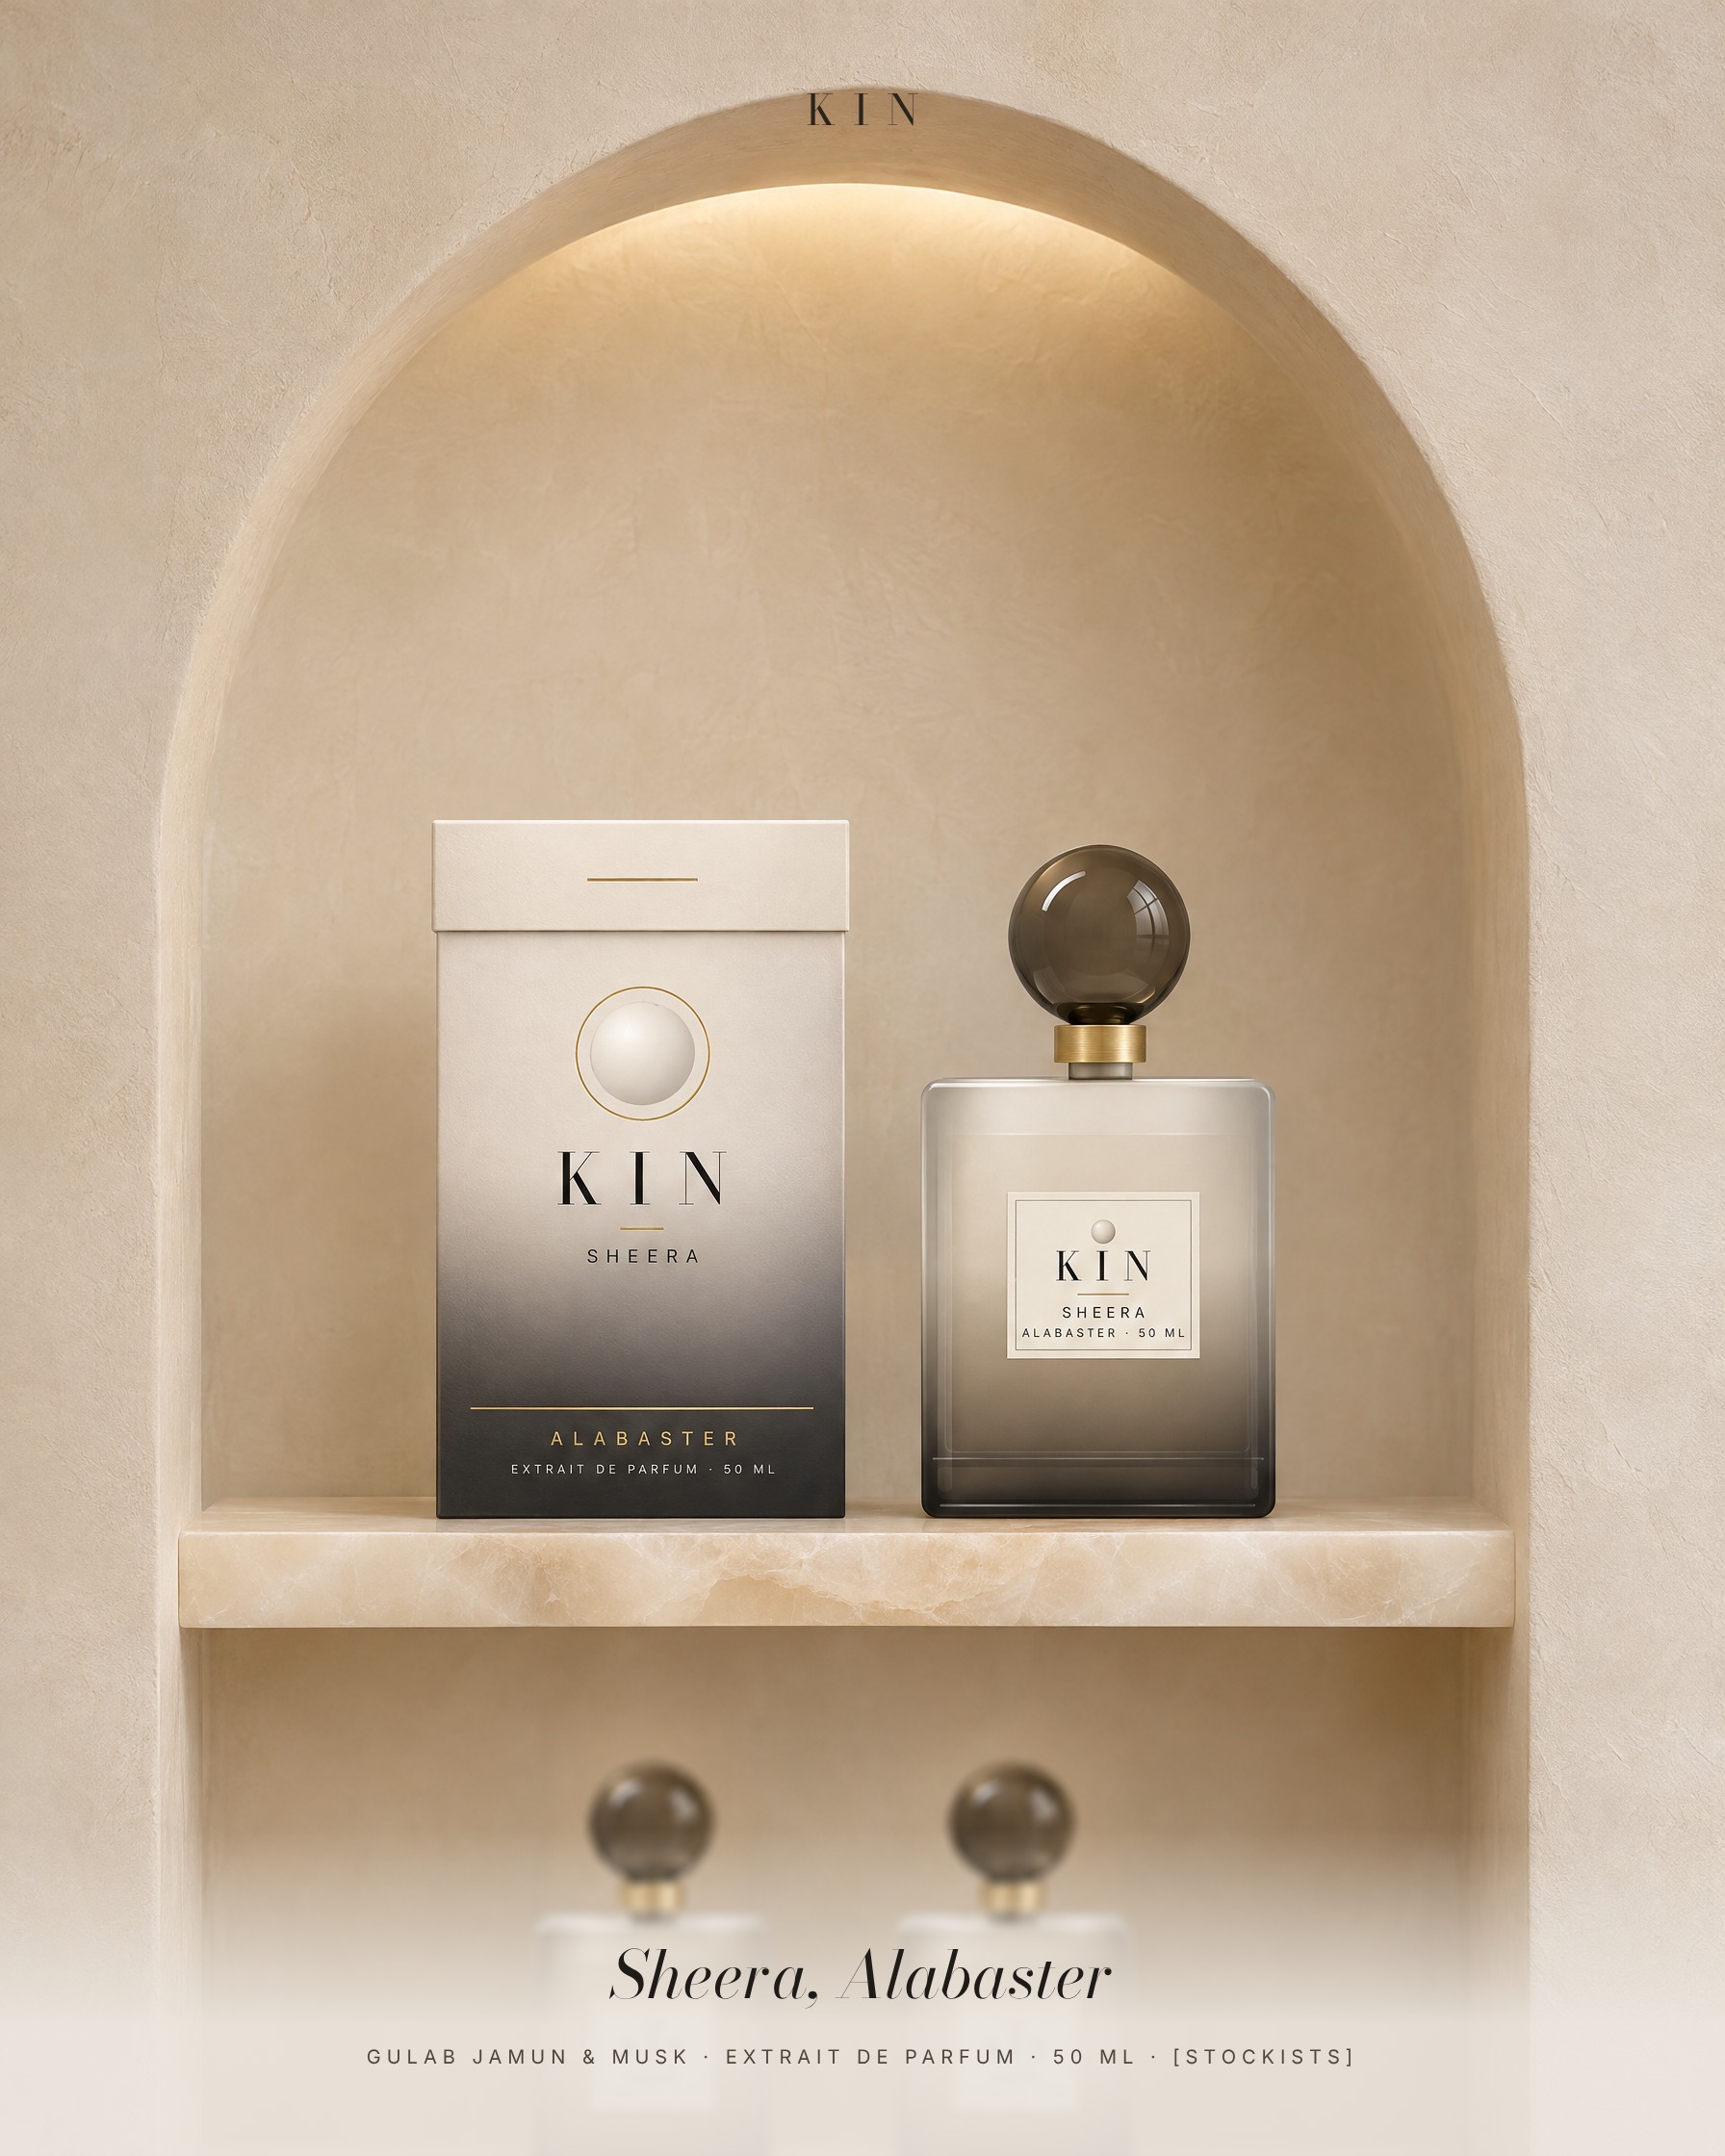 KIN
KIN
SHEERA
ALABASTER
EXTRAIT DE PARFUM · 50 ML
KIN
SHEERA
ALABASTER · 50 ML
Sheera, Alabaster
GULAB JAMUN & MUSK · EXTRAIT DE PARFUM · 50 ML · [STOCKISTS]